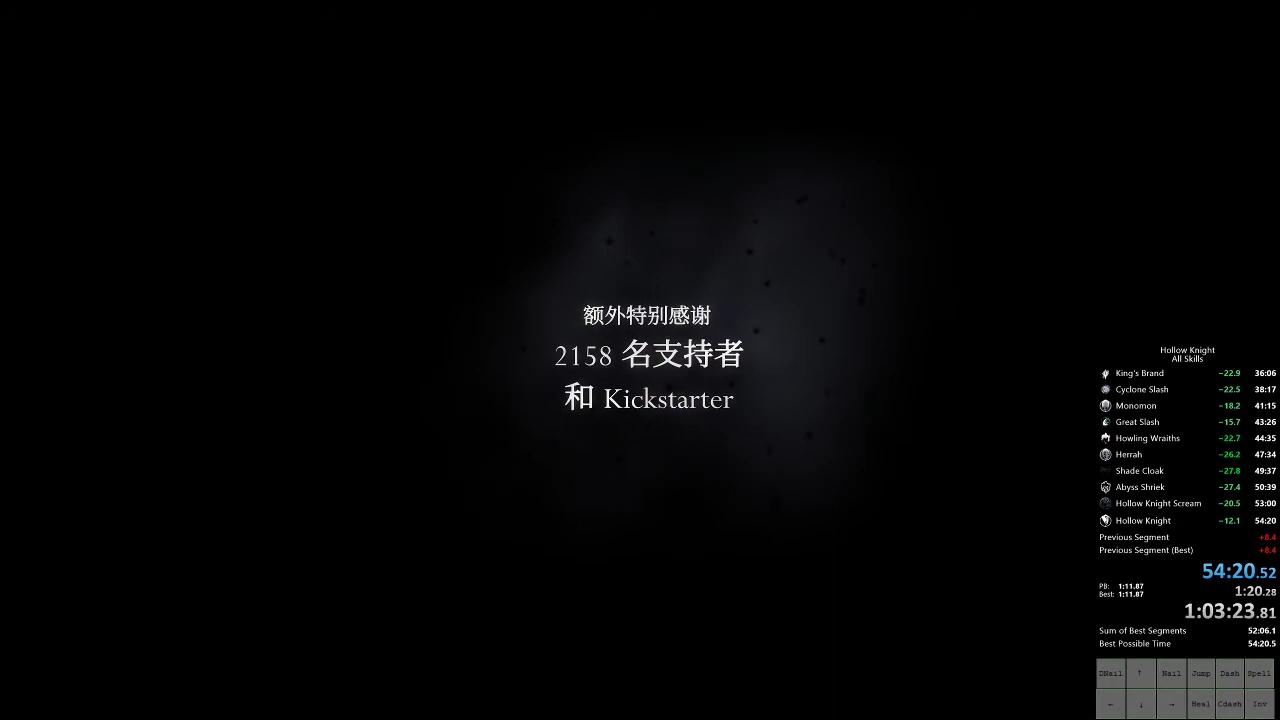 额外特别感谢
2158 名支持者
和 Kickstarter
Hollow Knight
All Skills
King's Brand -22.9 36:06
Cyclone Slash -22.5 38:17
Monomon -18.2 41:15
Great Slash -15.7 43:26
Howling Wraiths -22.7 44:35
Herrah -26.2 47:34
Shade Cloak -27.8 49:37
Abyss Shriek -27.4 50:39
Hollow Knight Scream -20.5 53:00
Hollow Knight -12.1 54:20
Previous Segment +8.4
Previous Segment (Best) +8.4
54:20.52
PB: 1:11.87
Best: 1:11.87
1:20.28
1:03:23.81
Sum of Best Segments 52:06.1
Best Possible Time 54:20.5
DNail ↑ Nail Jump Dash Spell
← ↓ → Heal Cdash Inv